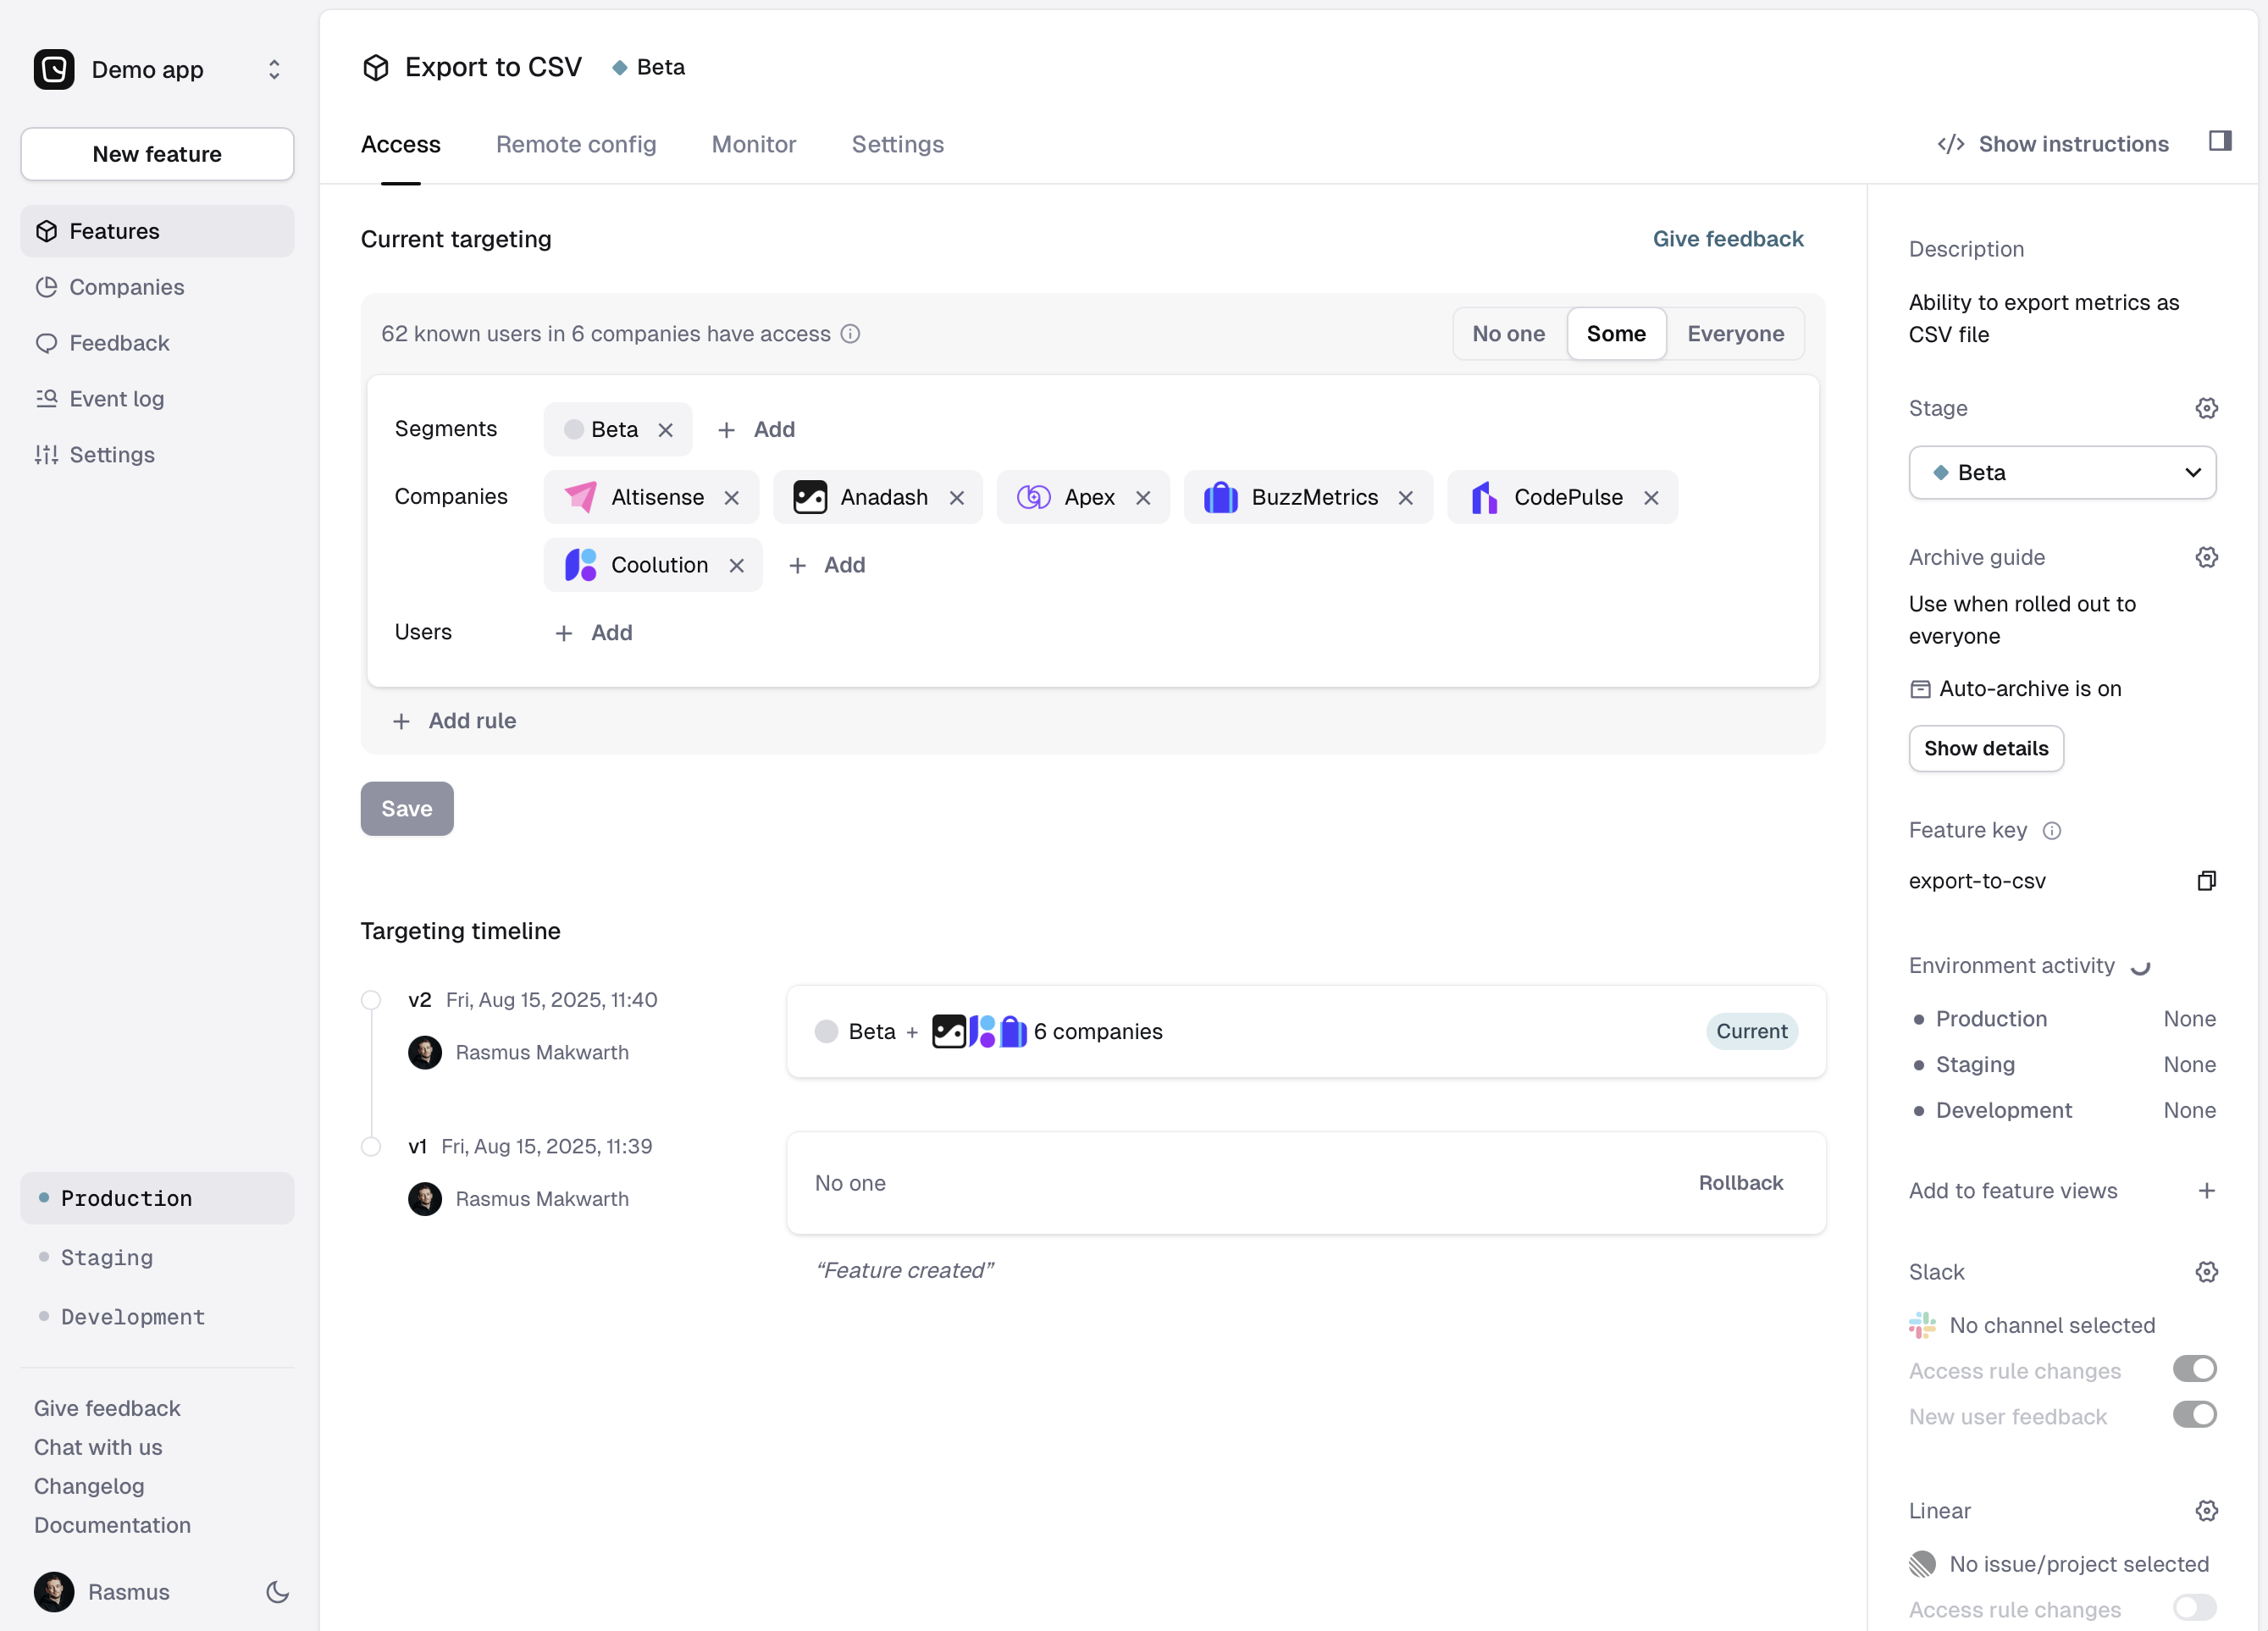 Demo app
New feature
Features
Companies
Feedback
Event log
Settings
Production
Staging
Development
Give feedback
Chat with us
Changelog
Documentation
Rasmus
Export to CSV
Beta
Access
Remote config
Monitor
Settings
Show instructions
Current targeting
Give feedback
62 known users in 6 companies have access
No one
Some
Everyone
Segments
Beta
Add
Companies
Altisense
Anadash
Apex
BuzzMetrics
CodePulse
Coolution
Add
Users
Add
Add rule
Save
Targeting timeline
v2 Fri, Aug 15, 2025, 11:40
Rasmus Makwarth
Beta + 6 companies
Current
v1 Fri, Aug 15, 2025, 11:39
Rasmus Makwarth
No one
Rollback
“Feature created”
Description
Ability to export metrics as
CSV file
Stage
Beta
Archive guide
Use when rolled out to
everyone
Auto-archive is on
Show details
Feature key
export-to-csv
Environment activity
Production None
Staging None
Development None
Add to feature views
Slack
No channel selected
Access rule changes
New user feedback
Linear
No issue/project selected
Access rule changes